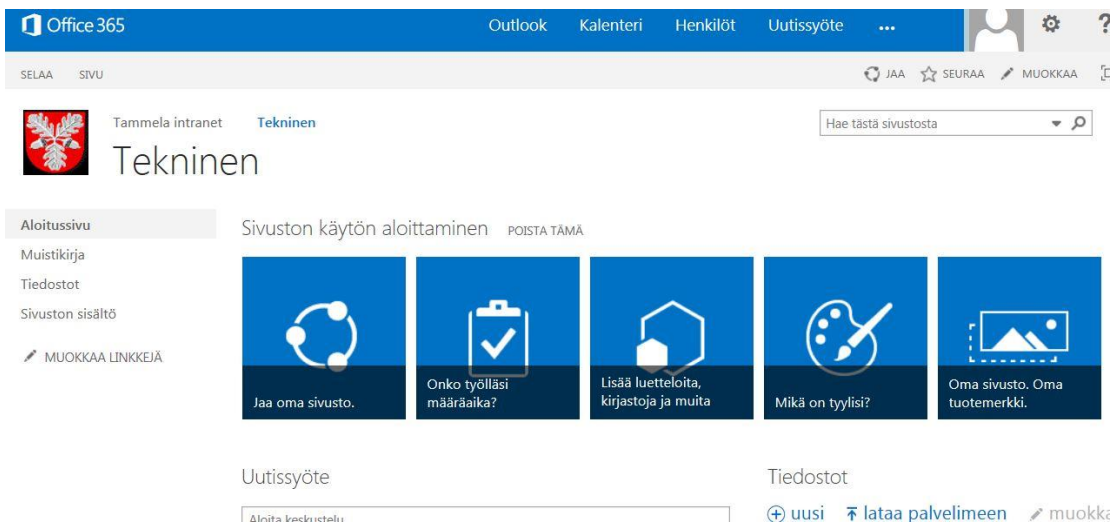 Office 365 Outlook Kalenteri Henkilöt Uutissyöte ... ?
SELAA SIVU JAA SEURAA MUOKKAA
Tammela intranet Tekninen
Hae tästä sivustosta
Tekninen
Aloitussivu
Muistikirja
Tiedostot
Sivuston sisältö
MUOKKAA LINKKEJÄ
Sivuston käytön aloittaminen POISTA TÄMÄ
Jaa oma sivusto.
Onko työlläsi
määräaika?
Lisää luetteloita,
kirjastoja ja muita
Mikä on tyylisi?
Oma sivusto. Oma
tuotemerkki.
Uutissyöte
Aloita keskustelu
Tiedostot
uusi lataa palvelimeen muokka